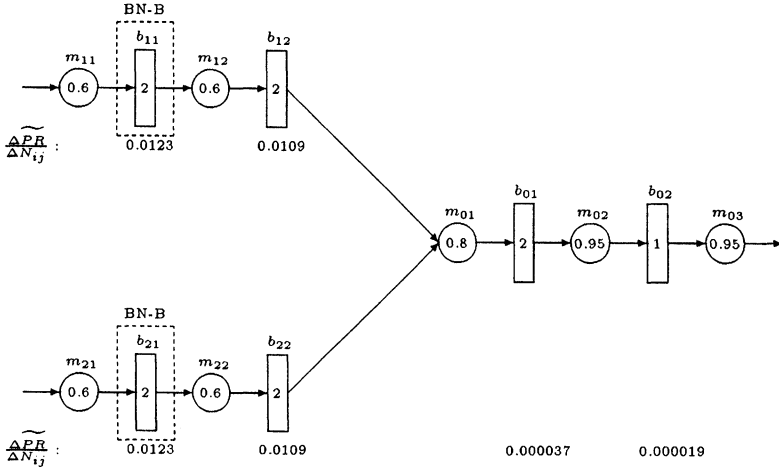 BN-B
m11 b11 m12 b12
0.6 2 0.6 2
ΔPR/ΔNij : 0.0123 0.0109
m01 b01 m02 b02 m03
0.8 2 0.95 1 0.95
BN-B
m21 b21 m22 b22
0.6 2 0.6 2
ΔPR/ΔNij : 0.0123 0.0109 0.000037 0.000019